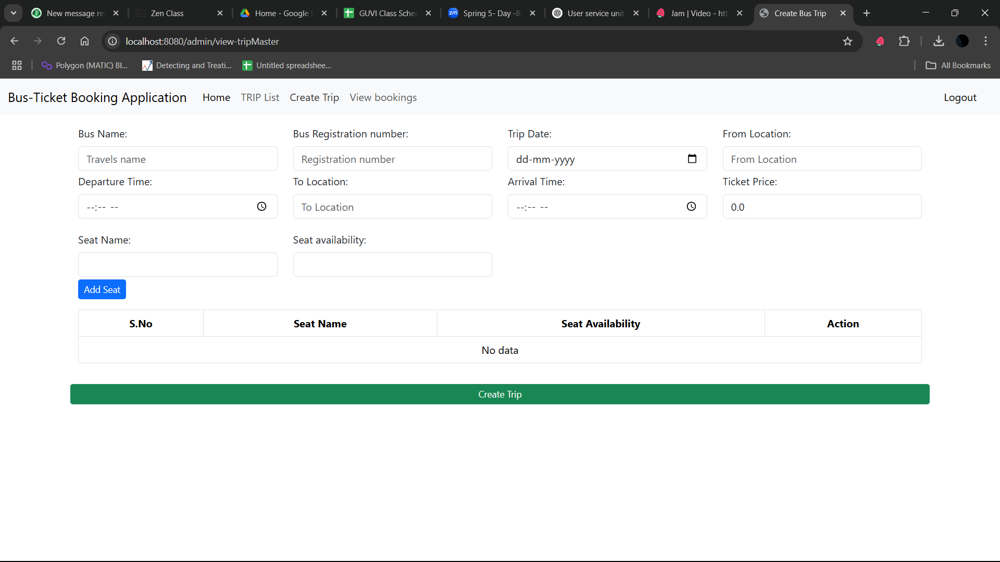 New message re
Zen Class
Home - Google
GUVI Class Sche
Spring 5- Day -8
User service unit
Jam | Video - htt
Create Bus Trip
localhost:8080/admin/view-tripMaster
Polygon (MATIC) Bl...
Detecting and Treati...
Untitled spreadshee...
All Bookmarks
Bus-Ticket Booking Application
Home
TRIP List
Create Trip
View bookings
Logout
Bus Name:
Bus Registration number:
Trip Date:
From Location:
Travels name
Registration number
dd-mm-yyyy
From Location
Departure Time:
To Location:
Arrival Time:
Ticket Price:
--:-- --
To Location
--:-- --
0.0
Seat Name:
Seat availability:
Add Seat
S.No
Seat Name
Seat Availability
Action
No data
Create Trip